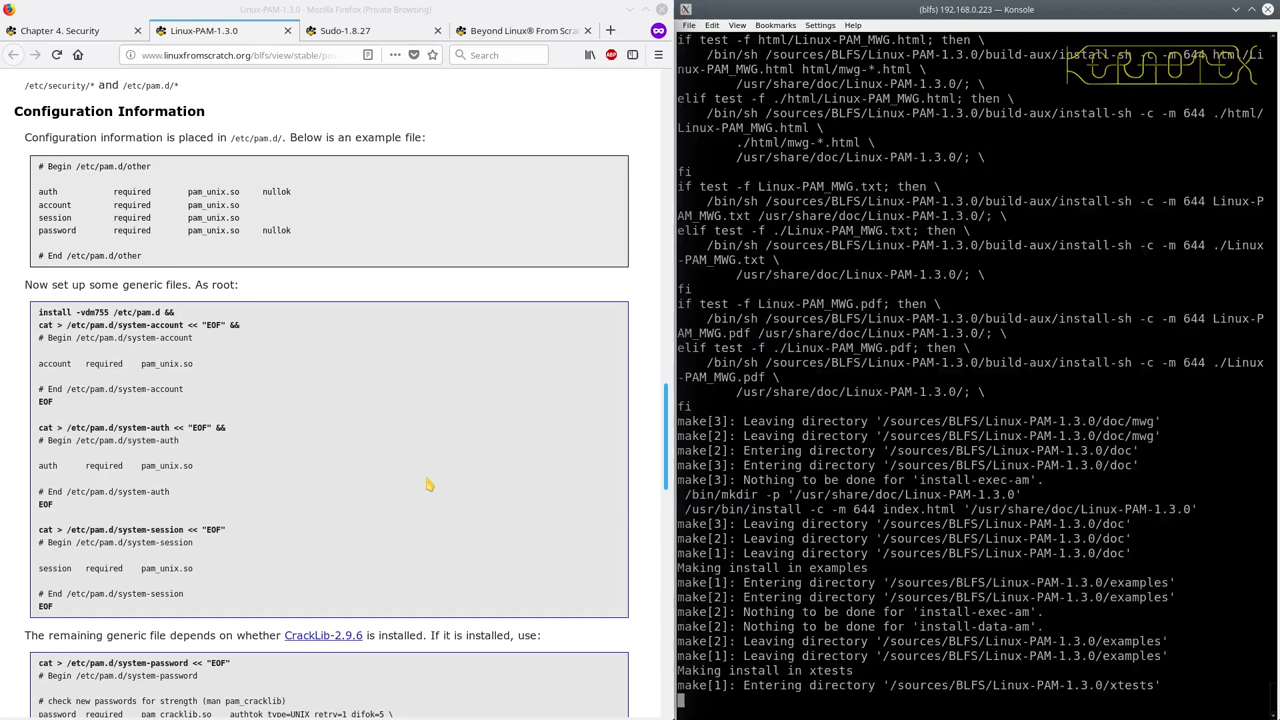 Linux-PAM-1.3.0 - Mozilla Firefox (Private Browsing)
Chapter 4. Security
Linux-PAM-1.3.0
Sudo-1.8.27
Beyond Linux® From Scra
www.linuxfromscratch.org/blfs/view/stable/pos
Search
/etc/security/* and /etc/pam.d/*
Configuration Information
Configuration information is placed in /etc/pam.d/. Below is an example file:
# Begin /etc/pam.d/other
auth required pam_unix.so nullok
account required pam_unix.so
session required pam_unix.so
password required pam_unix.so nullok
# End /etc/pam.d/other
Now set up some generic files. As root:
install -vdm755 /etc/pam.d &&
cat > /etc/pam.d/system-account << "EOF" &&
# Begin /etc/pam.d/system-account
account required pam_unix.so
# End /etc/pam.d/system-account
EOF
cat > /etc/pam.d/system-auth << "EOF" &&
# Begin /etc/pam.d/system-auth
auth required pam_unix.so
# End /etc/pam.d/system-auth
EOF
cat > /etc/pam.d/system-session << "EOF"
# Begin /etc/pam.d/system-session
session required pam_unix.so
# End /etc/pam.d/system-session
EOF
The remaining generic file depends on whether CrackLib-2.9.6 is installed. If it is installed, use:
cat > /etc/pam.d/system-password << "EOF"
# Begin /etc/pam.d/system-password
# check new passwords for strength (man pam_cracklib)
password required pam_cracklib.so authtok_type=UNIX retry=1 difok=5 \
(blfs) 192.168.0.223 — Konsole
File Edit View Bookmarks Settings Help
if test -f html/Linux-PAM_MWG.html; then \
/bin/sh /sources/BLFS/Linux-PAM-1.3.0/build-aux/install-sh -c -m 644 html/Li
nux-PAM_MWG.html html/mwg-*.html \
/usr/share/doc/Linux-PAM-1.3.0/; \
elif test -f ./html/Linux-PAM_MWG.html; then \
/bin/sh /sources/BLFS/Linux-PAM-1.3.0/build-aux/install-sh -c -m 644 ./html/
Linux-PAM_MWG.html \
./html/mwg-*.html \
/usr/share/doc/Linux-PAM-1.3.0/; \
fi
if test -f Linux-PAM_MWG.txt; then \
/bin/sh /sources/BLFS/Linux-PAM-1.3.0/build-aux/install-sh -c -m 644 Linux-P
AM_MWG.txt /usr/share/doc/Linux-PAM-1.3.0/; \
elif test -f ./Linux-PAM_MWG.txt; then \
/bin/sh /sources/BLFS/Linux-PAM-1.3.0/build-aux/install-sh -c -m 644 ./Linux
-PAM_MWG.txt \
/usr/share/doc/Linux-PAM-1.3.0/; \
fi
if test -f Linux-PAM_MWG.pdf; then \
/bin/sh /sources/BLFS/Linux-PAM-1.3.0/build-aux/install-sh -c -m 644 Linux-P
AM_MWG.pdf /usr/share/doc/Linux-PAM-1.3.0/; \
elif test -f ./Linux-PAM_MWG.pdf; then \
/bin/sh /sources/BLFS/Linux-PAM-1.3.0/build-aux/install-sh -c -m 644 ./Linux
-PAM_MWG.pdf \
/usr/share/doc/Linux-PAM-1.3.0/; \
fi
make[3]: Leaving directory '/sources/BLFS/Linux-PAM-1.3.0/doc/mwg'
make[2]: Leaving directory '/sources/BLFS/Linux-PAM-1.3.0/doc/mwg'
make[2]: Entering directory '/sources/BLFS/Linux-PAM-1.3.0/doc'
make[3]: Entering directory '/sources/BLFS/Linux-PAM-1.3.0/doc'
make[3]: Nothing to be done for 'install-exec-am'.
/bin/mkdir -p '/usr/share/doc/Linux-PAM-1.3.0'
/usr/bin/install -c -m 644 index.html '/usr/share/doc/Linux-PAM-1.3.0'
make[3]: Leaving directory '/sources/BLFS/Linux-PAM-1.3.0/doc'
make[2]: Leaving directory '/sources/BLFS/Linux-PAM-1.3.0/doc'
make[1]: Leaving directory '/sources/BLFS/Linux-PAM-1.3.0/doc'
Making install in examples
make[1]: Entering directory '/sources/BLFS/Linux-PAM-1.3.0/examples'
make[2]: Entering directory '/sources/BLFS/Linux-PAM-1.3.0/examples'
make[2]: Nothing to be done for 'install-exec-am'.
make[2]: Nothing to be done for 'install-data-am'.
make[2]: Leaving directory '/sources/BLFS/Linux-PAM-1.3.0/examples'
make[1]: Leaving directory '/sources/BLFS/Linux-PAM-1.3.0/examples'
Making install in xtests
make[1]: Entering directory '/sources/BLFS/Linux-PAM-1.3.0/xtests'